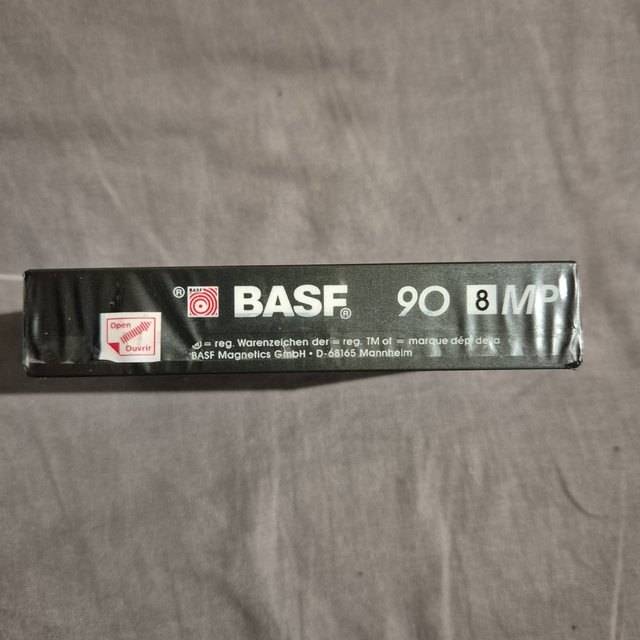 ® BASF BASF® 90 8 MP
Open
Ouvrir
® = reg. Warenzeichen der = reg. TM of = marque dép. de la
BASF Magnetics GmbH • D-68165 Mannheim